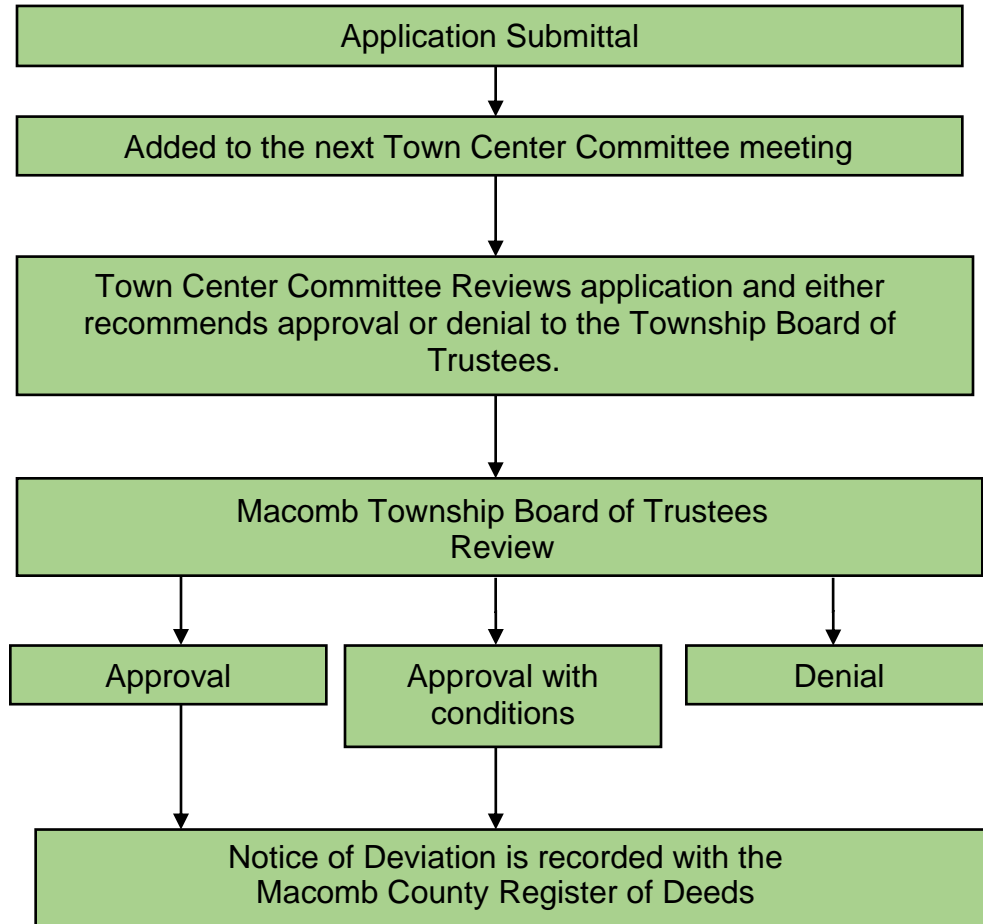 Application Submittal
Added to the next Town Center Committee meeting
Town Center Committee Reviews application and either
recommends approval or denial to the Township Board of
Trustees.
Macomb Township Board of Trustees
Review
Approval
Approval with
conditions
Denial
Notice of Deviation is recorded with the
Macomb County Register of Deeds